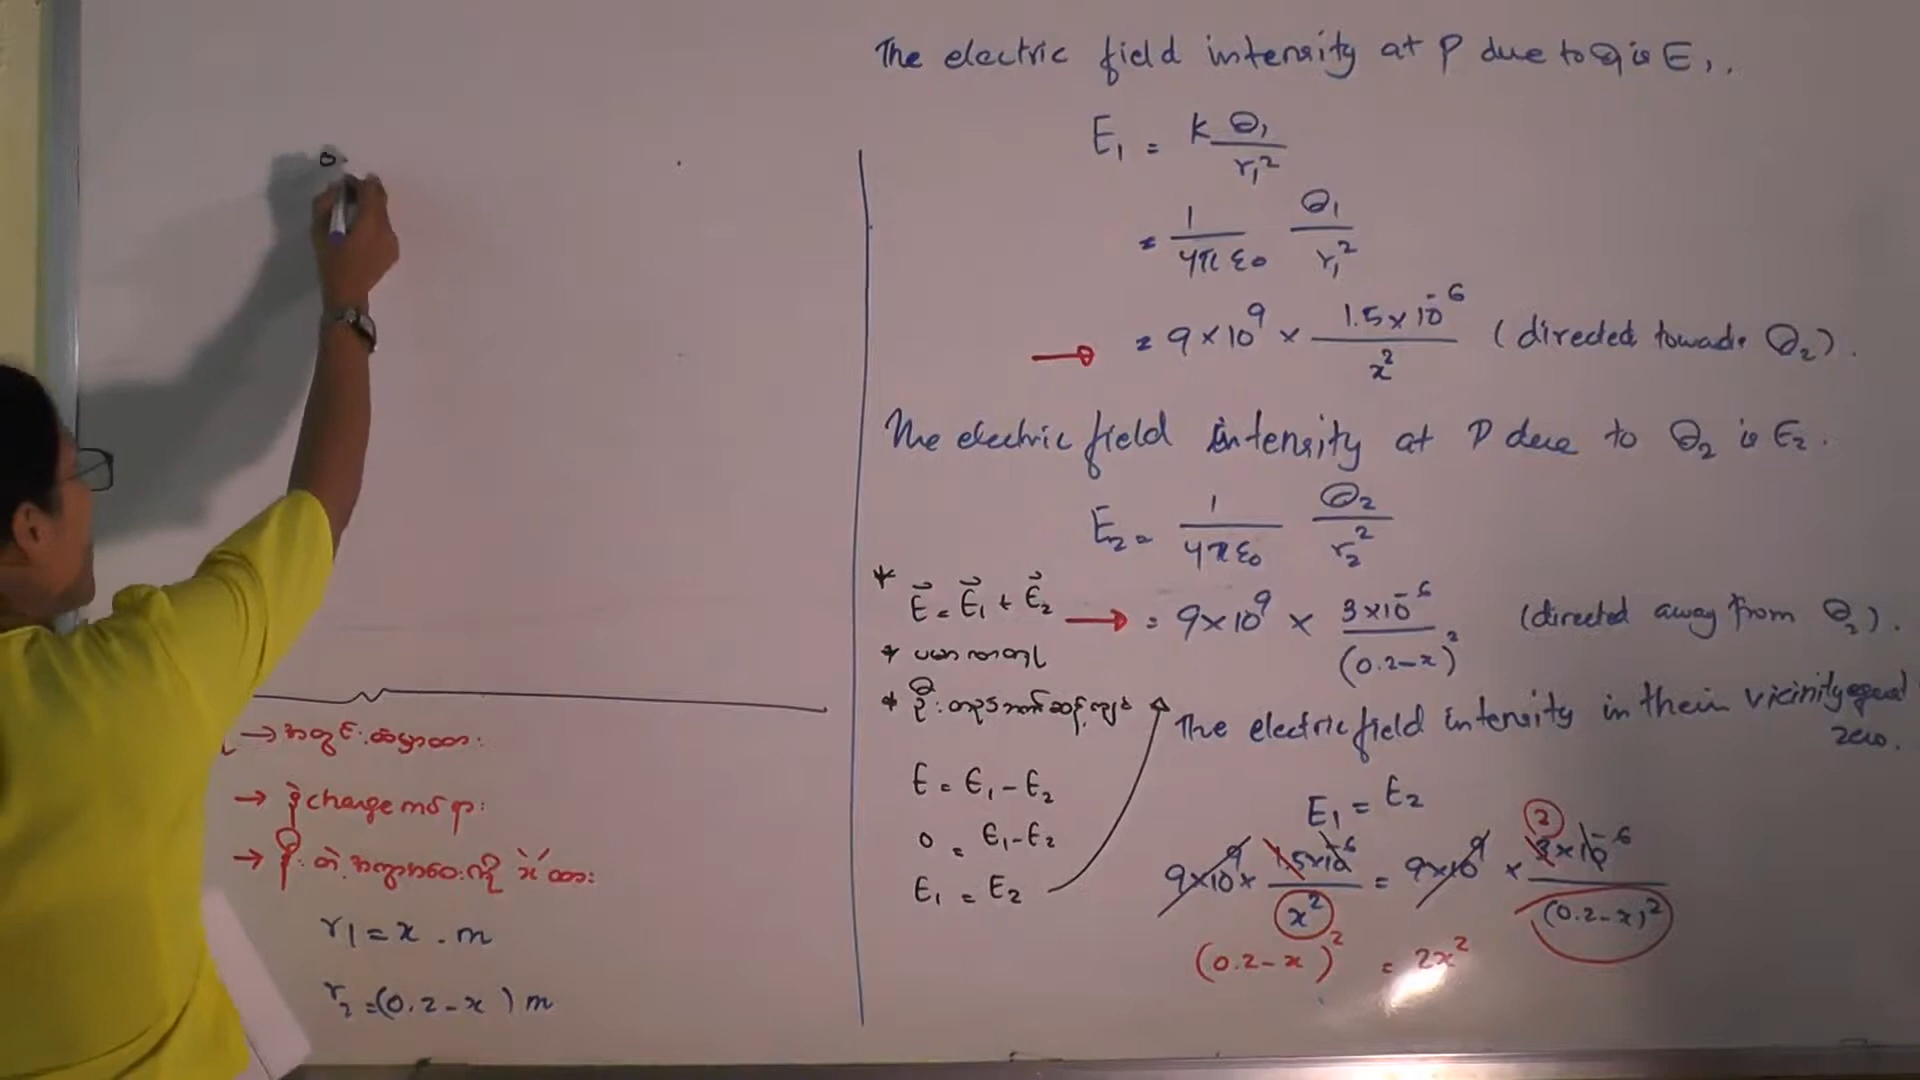 The electric field intensity at P due to Q is E₁.
E₁ = k Q₁/r₁²
= 1/4πε₀ Q₁/r₁²
→ = 9×10⁹ × 1.5×10⁻⁶/x² (directed towads Q₂).
The electric field intensity at P due to Q₂ is E₂.
E₂ = 1/4πε₀ Q₂/r₂²
→ = 9×10⁹ × 3×10⁻⁶/(0.2-x)² (directed away from Q₂).
* E⃗ = E⃗₁ + E⃗₂
*
*
E = E₁ - E₂
0 = E₁ - E₂
E₁ = E₂
The electric field intensity in their vicinity equal
zero.
E₁ = E₂
9×10⁹ × 1.5×10⁻⁶/x² = 9×10⁹ × 3×10⁻⁶/(0.2-x)²
2
(0.2-x)² = 2x²
→
→ charge
→ "x"
r₁ = x . m
r₂ = (0.2-x) m
0